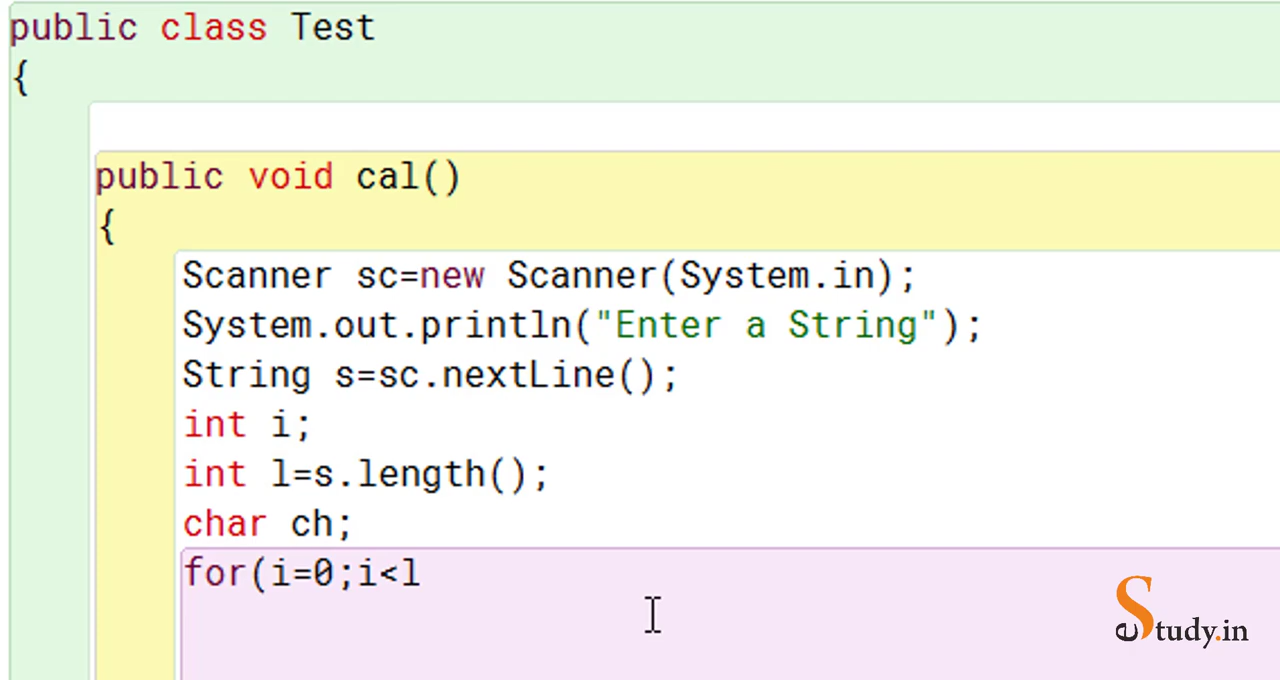 public class Test
{
public void cal()
{
Scanner sc=new Scanner(System.in);
System.out.println("Enter a String");
String s=sc.nextLine();
int i;
int l=s.length();
char ch;
for(i=0;i<l
eStudy.in